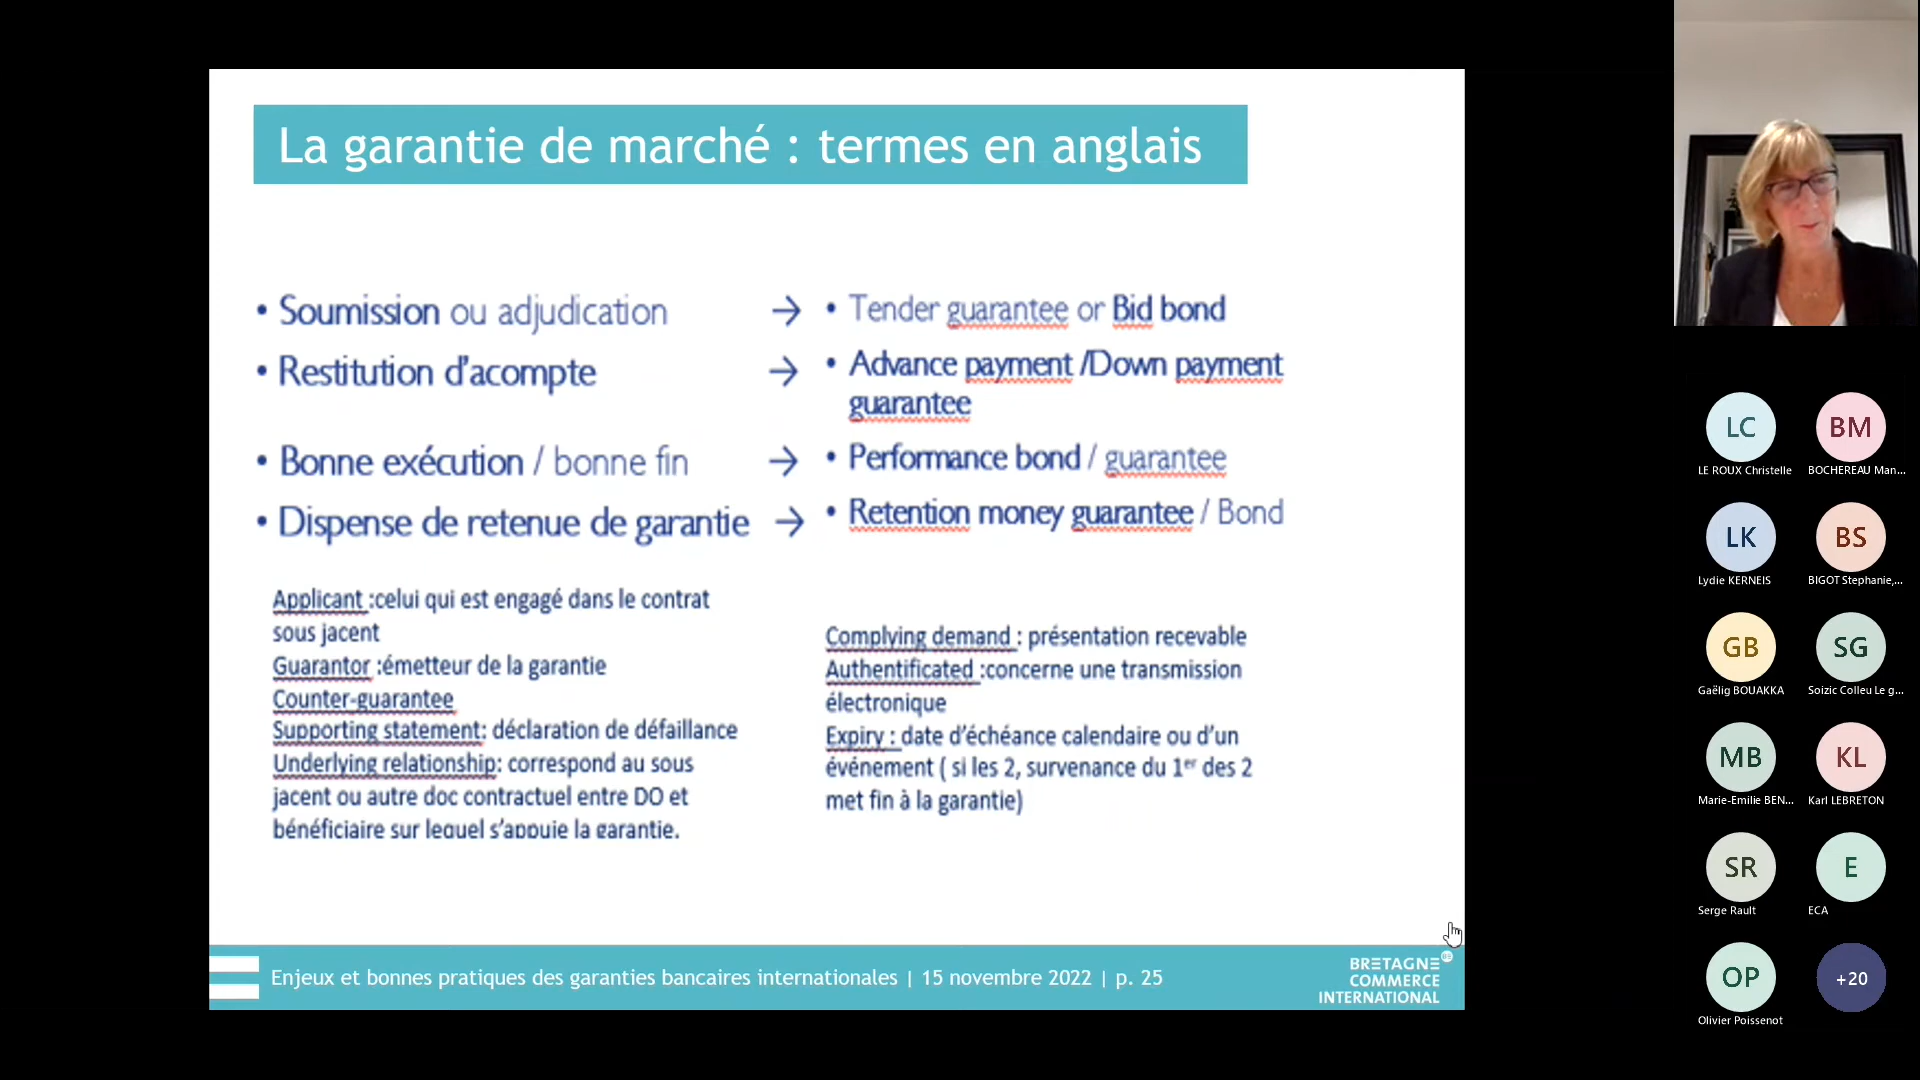 La garantie de marché : termes en anglais
• Soumission ou adjudication → • Tender guarantee or Bid bond
• Restitution d'acompte → • Advance payment /Down payment
guarantee
• Bonne exécution / bonne fin → • Performance bond / guarantee
• Dispense de retenue de garantie → • Retention money guarantee / Bond
Applicant :celui qui est engagé dans le contrat
sous jacent
Guarantor :émetteur de la garantie
Counter-guarantee
Supporting statement: déclaration de défaillance
Underlying relationship: correspond au sous
jacent ou autre doc contractuel entre DO et
bénéficiaire sur lequel s'appuie la garantie.
Complying demand : présentation recevable
Authentificated :concerne une transmission
électronique
Expiry : date d'échéance calendaire ou d'un
événement ( si les 2, survenance du 1er des 2
met fin à la garantie)
Enjeux et bonnes pratiques des garanties bancaires internationales | 15 novembre 2022 | p. 25
BRETAGNE
COMMERCE
INTERNATIONAL
LC
LE ROUX Christelle
BM
BOCHEREAU Man...
LK
Lydie KERNEIS
BS
BIGOT Stephanie,...
GB
Gaëlig BOUAKKA
SG
Soizic Colleu Le g...
MB
Marie-Emilie BEN...
KL
Karl LEBRETON
SR
Serge Rault
E
ECA
OP
Olivier Poissenot
+20